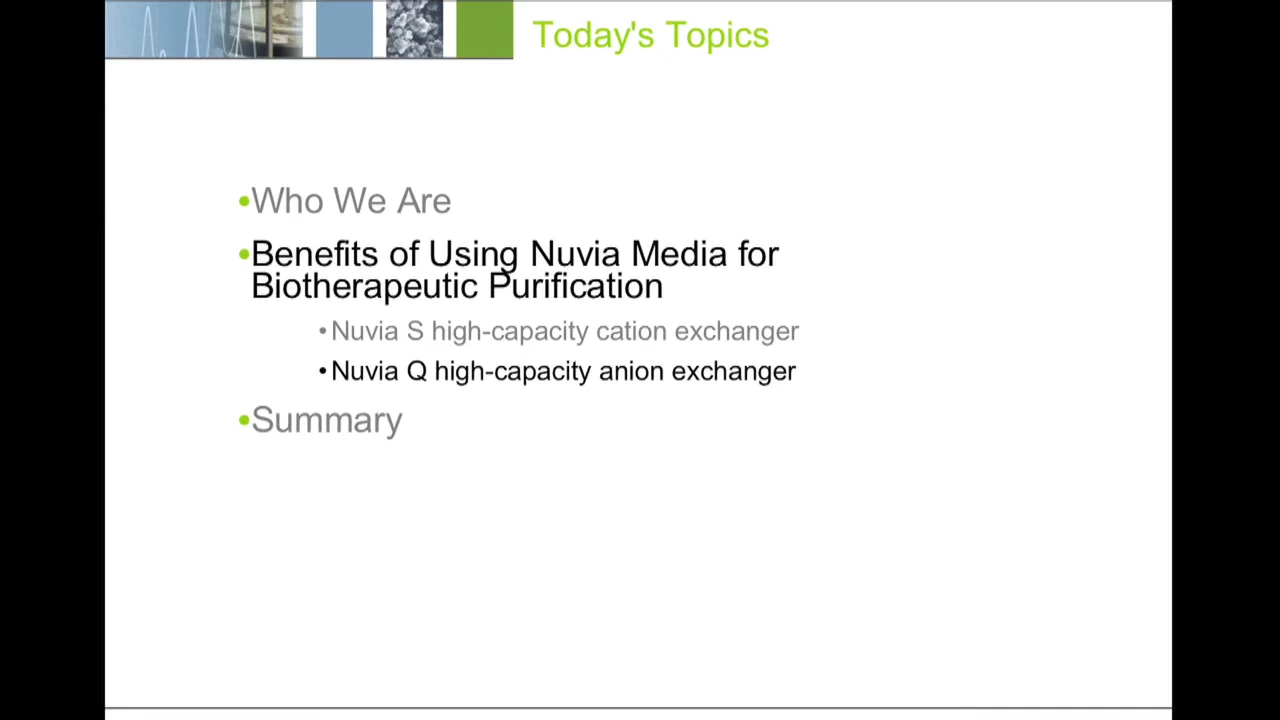 Today's Topics
•Who We Are
•Benefits of Using Nuvia Media for
Biotherapeutic Purification
•Nuvia S high-capacity cation exchanger
•Nuvia Q high-capacity anion exchanger
•Summary